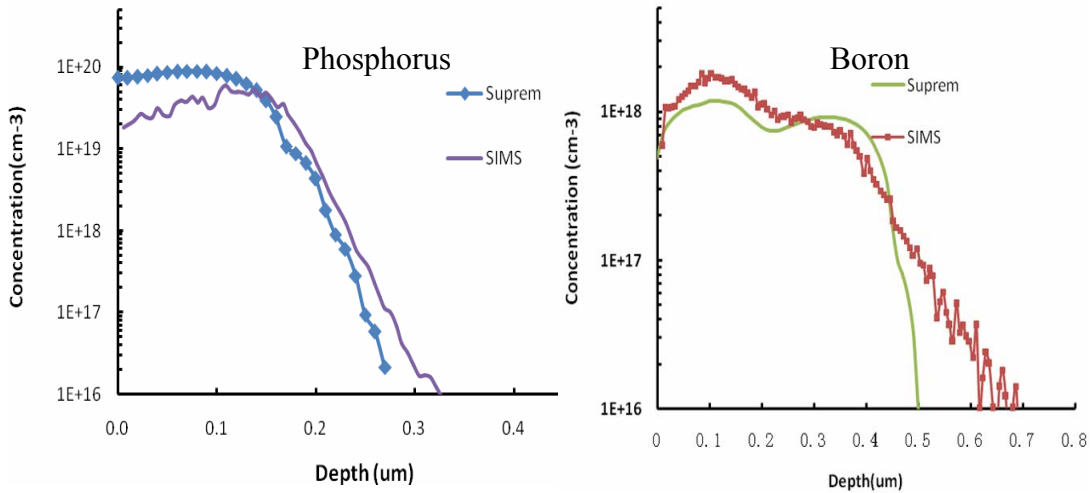 Phosphorus
Concentration(cm-3)
1E+20
1E+19
1E+18
1E+17
1E+16
Suprem
SIMS
0.0 0.1 0.2 0.3 0.4
Depth (um)
Boron
Concentration (cm-3)
1E+18
1E+17
1E+16
Suprem
SIMS
0 0.1 0.2 0.3 0.4 0.5 0.6 0.7 0.8
Depth(um)